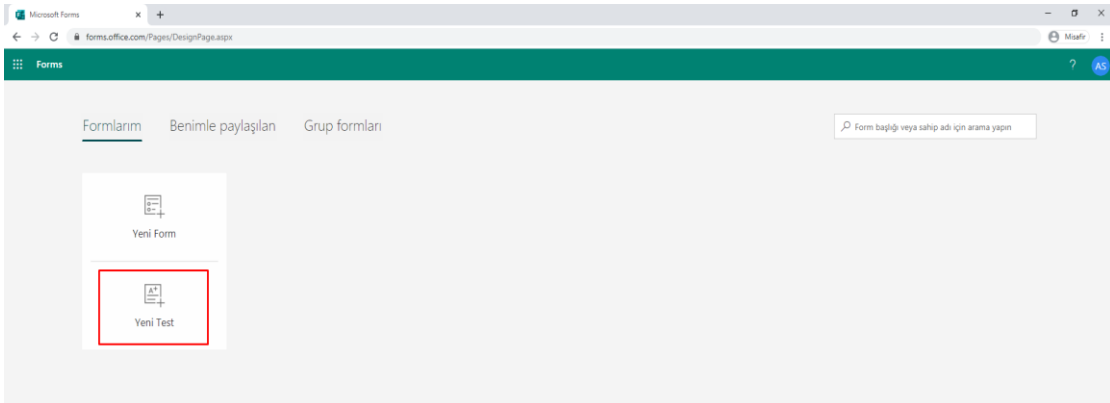 Microsoft Forms
forms.office.com/Pages/DesignPage.aspx
Misafir
Forms
?
AS
Formlarım
Benimle paylaşılan
Grup formları
Form başlığı veya sahip adı için arama yapın
Yeni Form
A+
Yeni Test